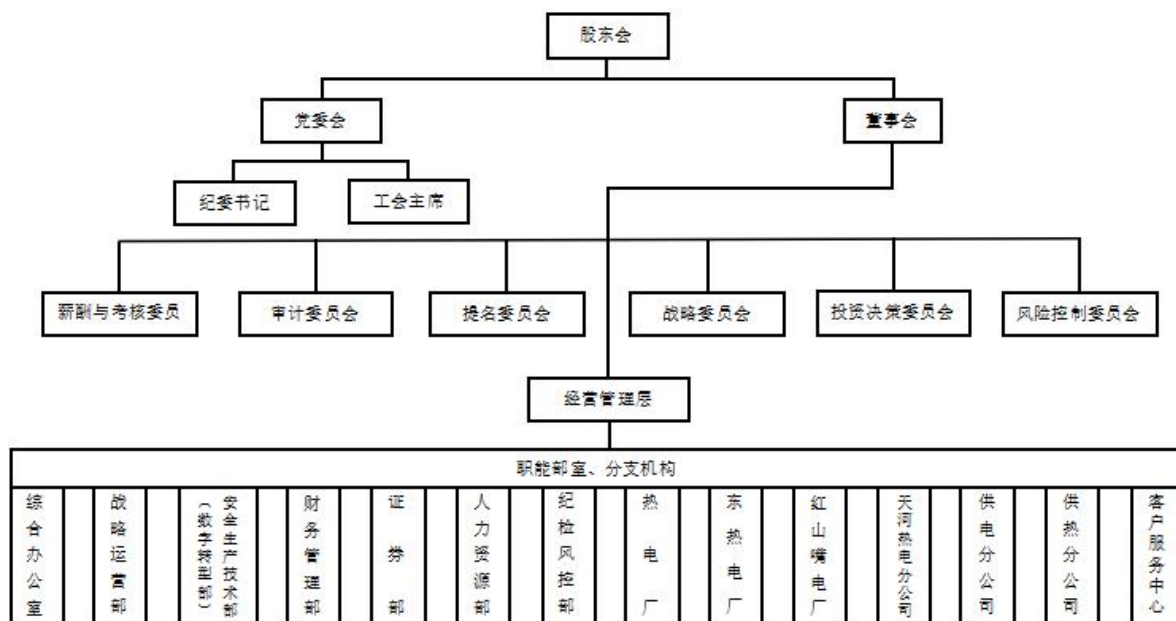 股东会
党委会
董事会
纪委书记
工会主席
薪酬与考核委员
审计委员会
提名委员会
战略委员会
投资决策委员会
风险控制委员会
经营管理层
职能部室、分支机构
综合办公室
战略运营部
安全生产技术部
（数字转型部）
财务管理部
证券部
人力资源部
纪检风控部
热电厂
东热电厂
红山嘴电厂
天河热电分公司
供电分公司
供热分公司
客户服务中心